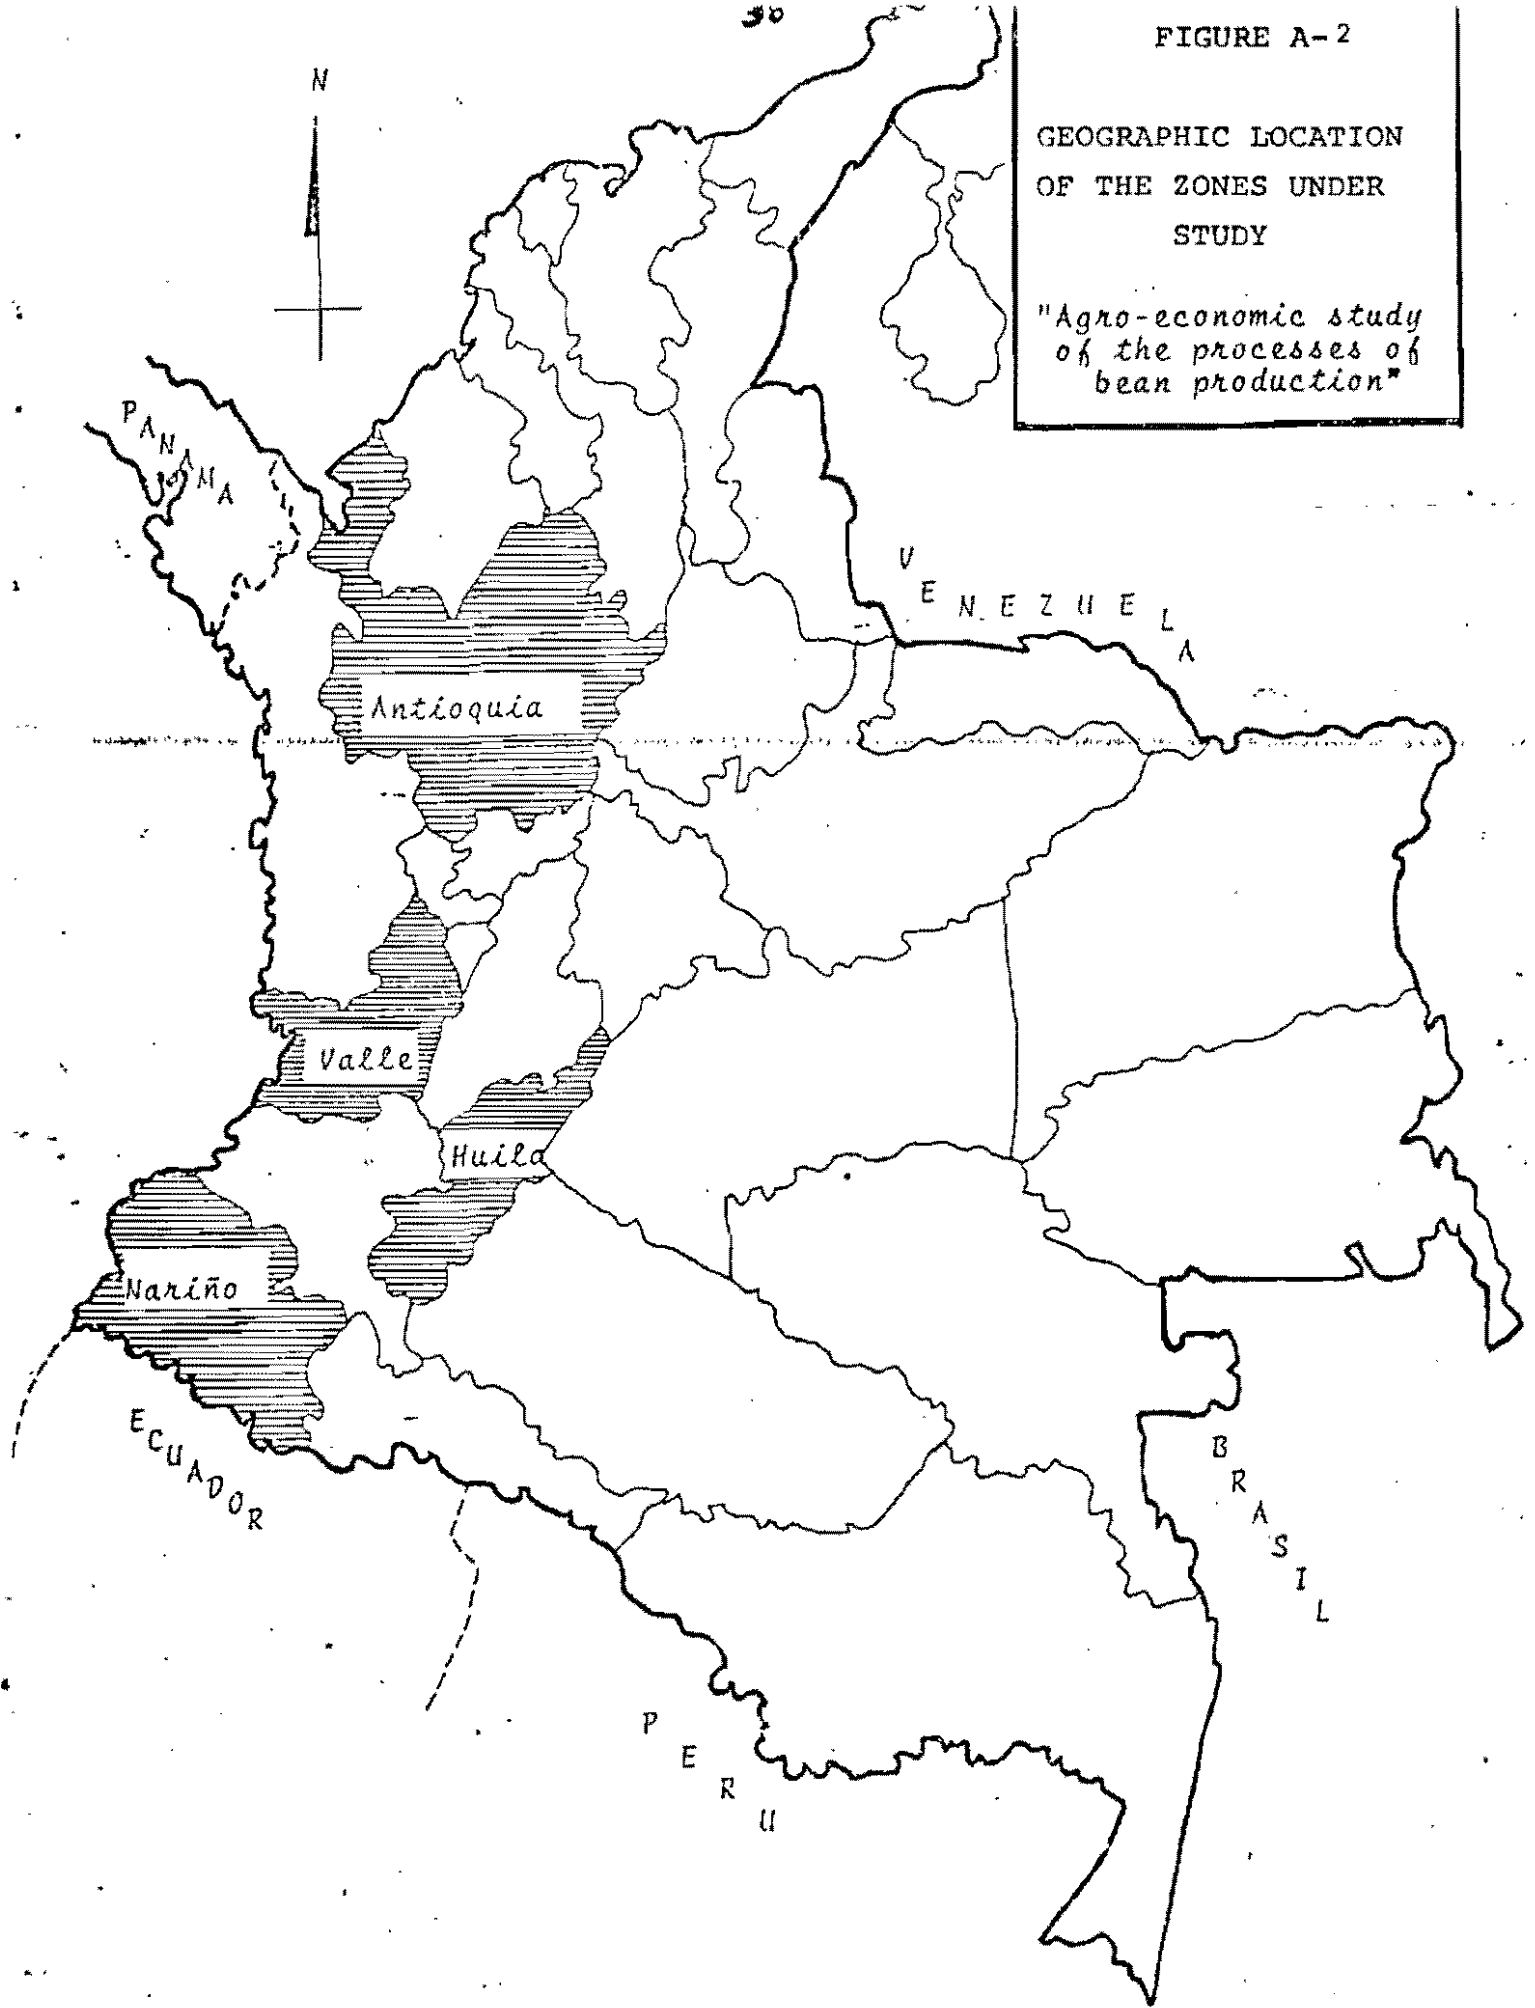 30
FIGURE A-2
N
GEOGRAPHIC LOCATION
OF THE ZONES UNDER
STUDY
"Agro-economic study
of the processes of
bean production"
PANAMA
VENEZUELA
Antioquia
Valle
Huila
Nariño
ECUADOR
BRASIL
PERU